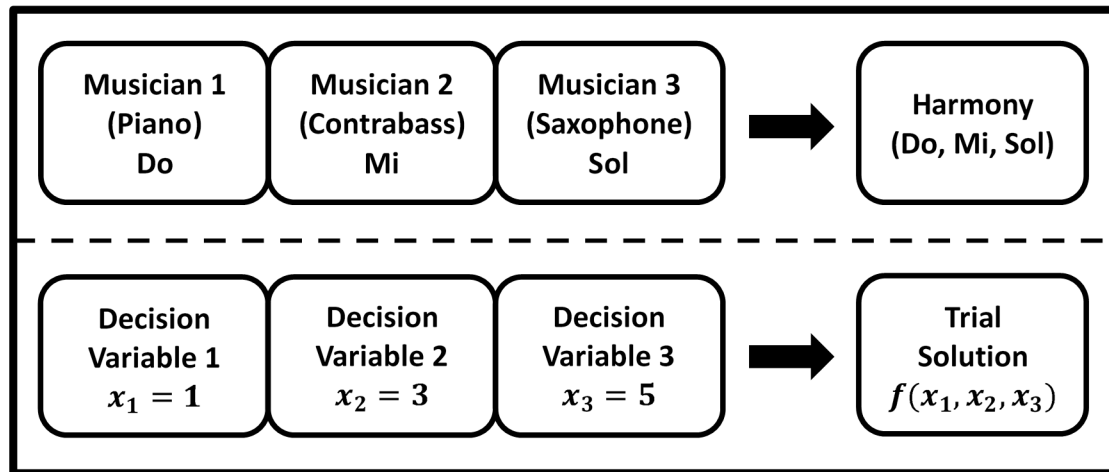 Musician 1
(Piano)
Do
Musician 2
(Contrabass)
Mi
Musician 3
(Saxophone)
Sol
Harmony
(Do, Mi, Sol)
Decision
Variable 1
x₁ = 1
Decision
Variable 2
x₂ = 3
Decision
Variable 3
x₃ = 5
Trial
Solution
f(x₁, x₂, x₃)